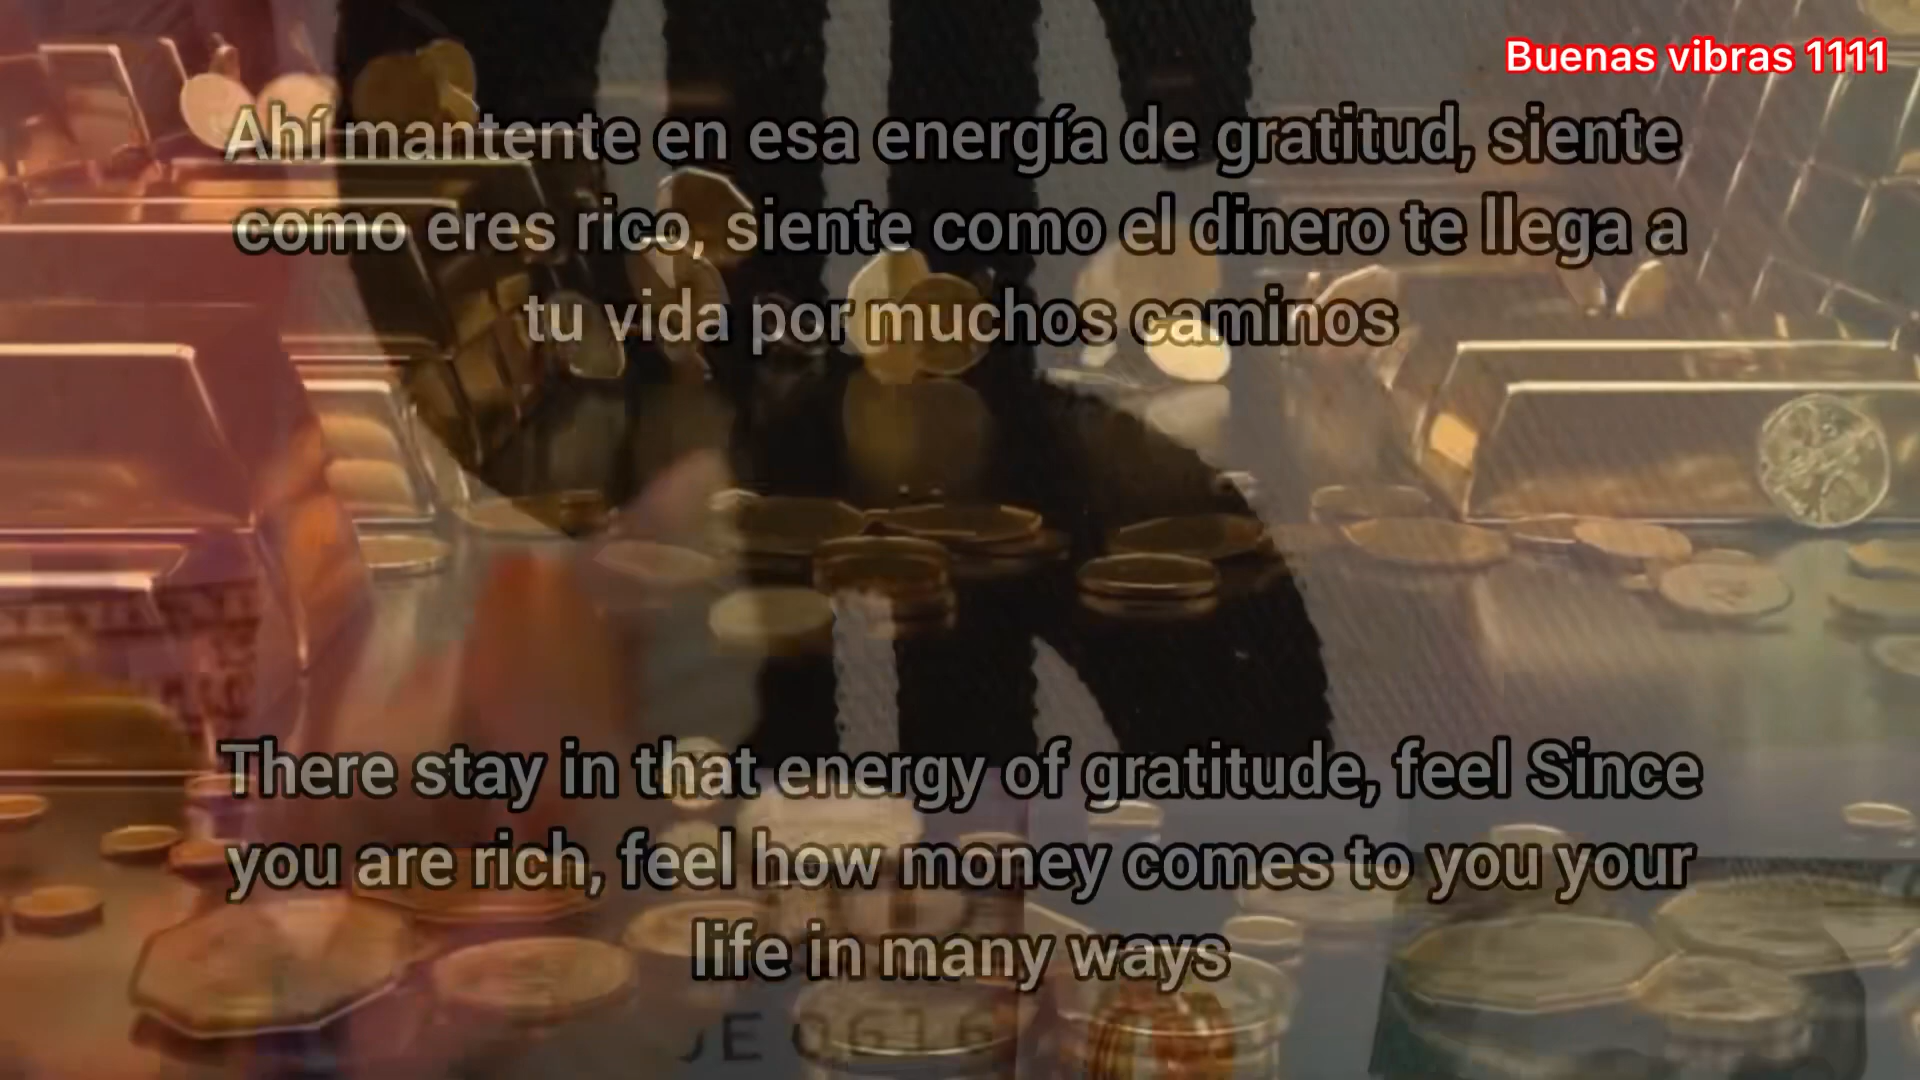 Buenas vibras 1111
Ahí mantente en esa energía de gratitud, siente
como eres rico, siente como el dinero te llega a
tu vida por muchos caminos
There stay in that energy of gratitude, feel Since
you are rich, feel how money comes to you your
life in many ways